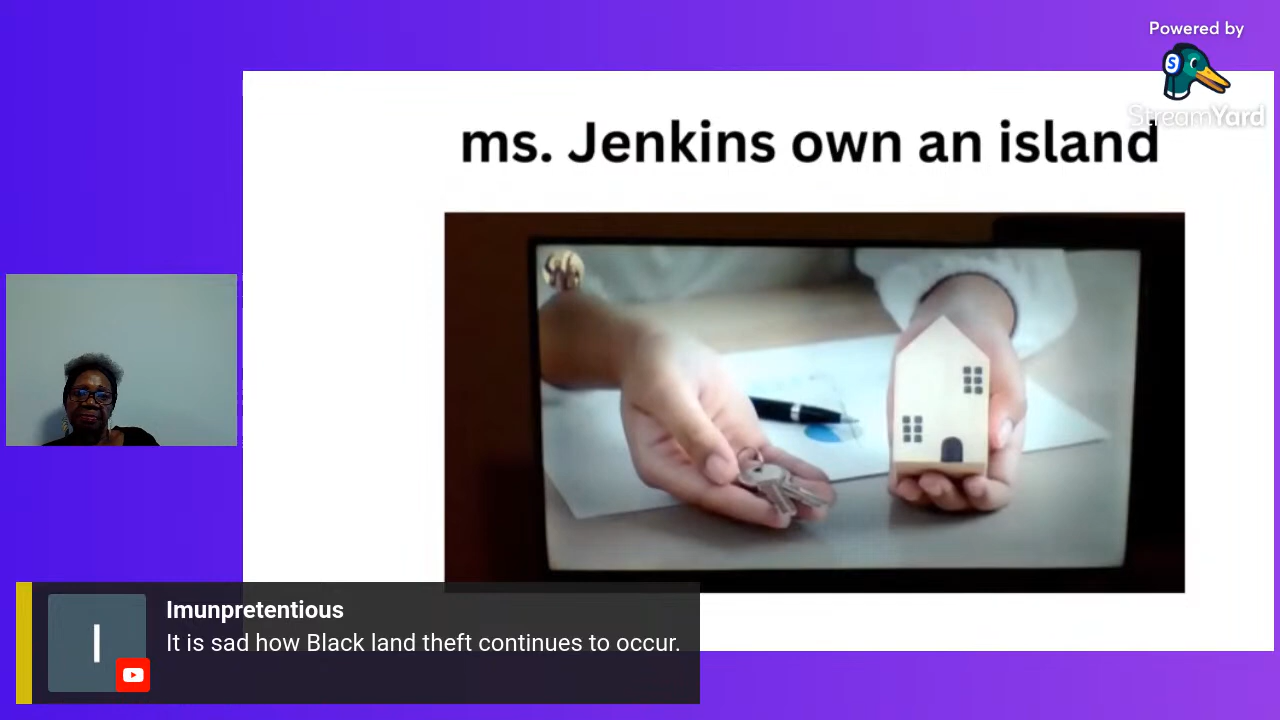 Powered by
StreamYard
ms. Jenkins own an island
I
Imunpretentious
It is sad how Black land theft continues to occur.